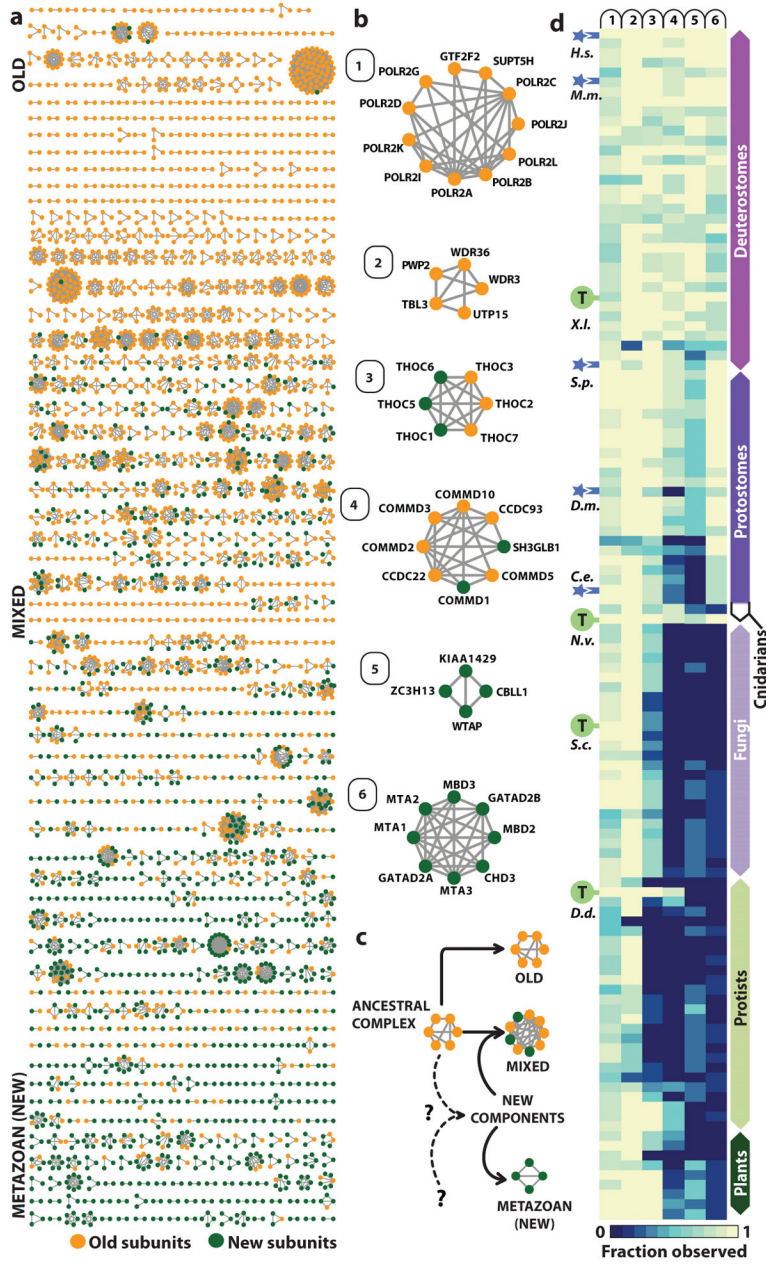 a
OLD
MIXED
METAZOAN (NEW)
Old subunits
New subunits
b
1
GTF2F2
SUPT5H
POLR2G
POLR2C
POLR2D
POLR2J
POLR2K
POLR2L
POLR2I
POLR2B
POLR2A
2
WDR36
PWP2
WDR3
TBL3
UTP15
3
THOC6
THOC3
THOC5
THOC2
THOC1
THOC7
4
COMMD10
COMMD3
CCDC93
COMMD2
SH3GLB1
CCDC22
COMMD5
COMMD1
5
KIAA1429
ZC3H13
CBLL1
WTAP
6
MBD3
MTA2
GATAD2B
MTA1
MBD2
GATAD2A
CHD3
MTA3
c
OLD
ANCESTRAL
COMPLEX
MIXED
NEW
COMPONENTS
?
?
METAZOAN
(NEW)
d
1 2 3 4 5 6
H.s.
M.m.
T
X.l.
S.p.
D.m.
C.e.
T
N.v.
T
S.c.
T
D.d.
Deuterostomes
Protostomes
Cnidarians
Fungi
Protists
Plants
0 1
Fraction observed